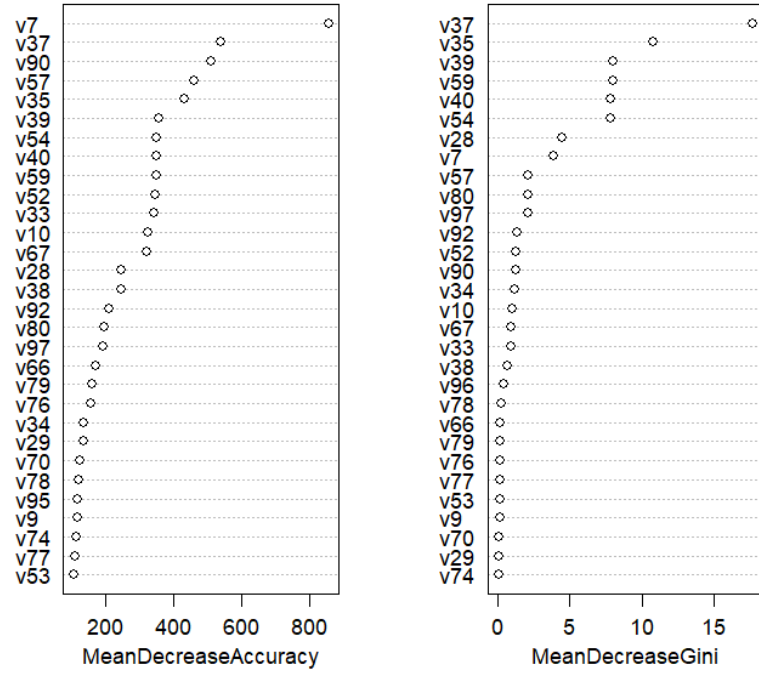 v7
v37
v90
v57
v35
v39
v54
v40
v59
v52
v33
v10
v67
v28
v38
v92
v80
v97
v66
v79
v76
v34
v29
v70
v78
v95
v9
v74
v77
v53
200 400 600 800
MeanDecreaseAccuracy
v37
v35
v39
v59
v40
v54
v28
v7
v57
v80
v97
v92
v52
v90
v34
v10
v67
v33
v38
v96
v78
v66
v79
v76
v77
v53
v9
v70
v29
v74
0 5 10 15
MeanDecreaseGini